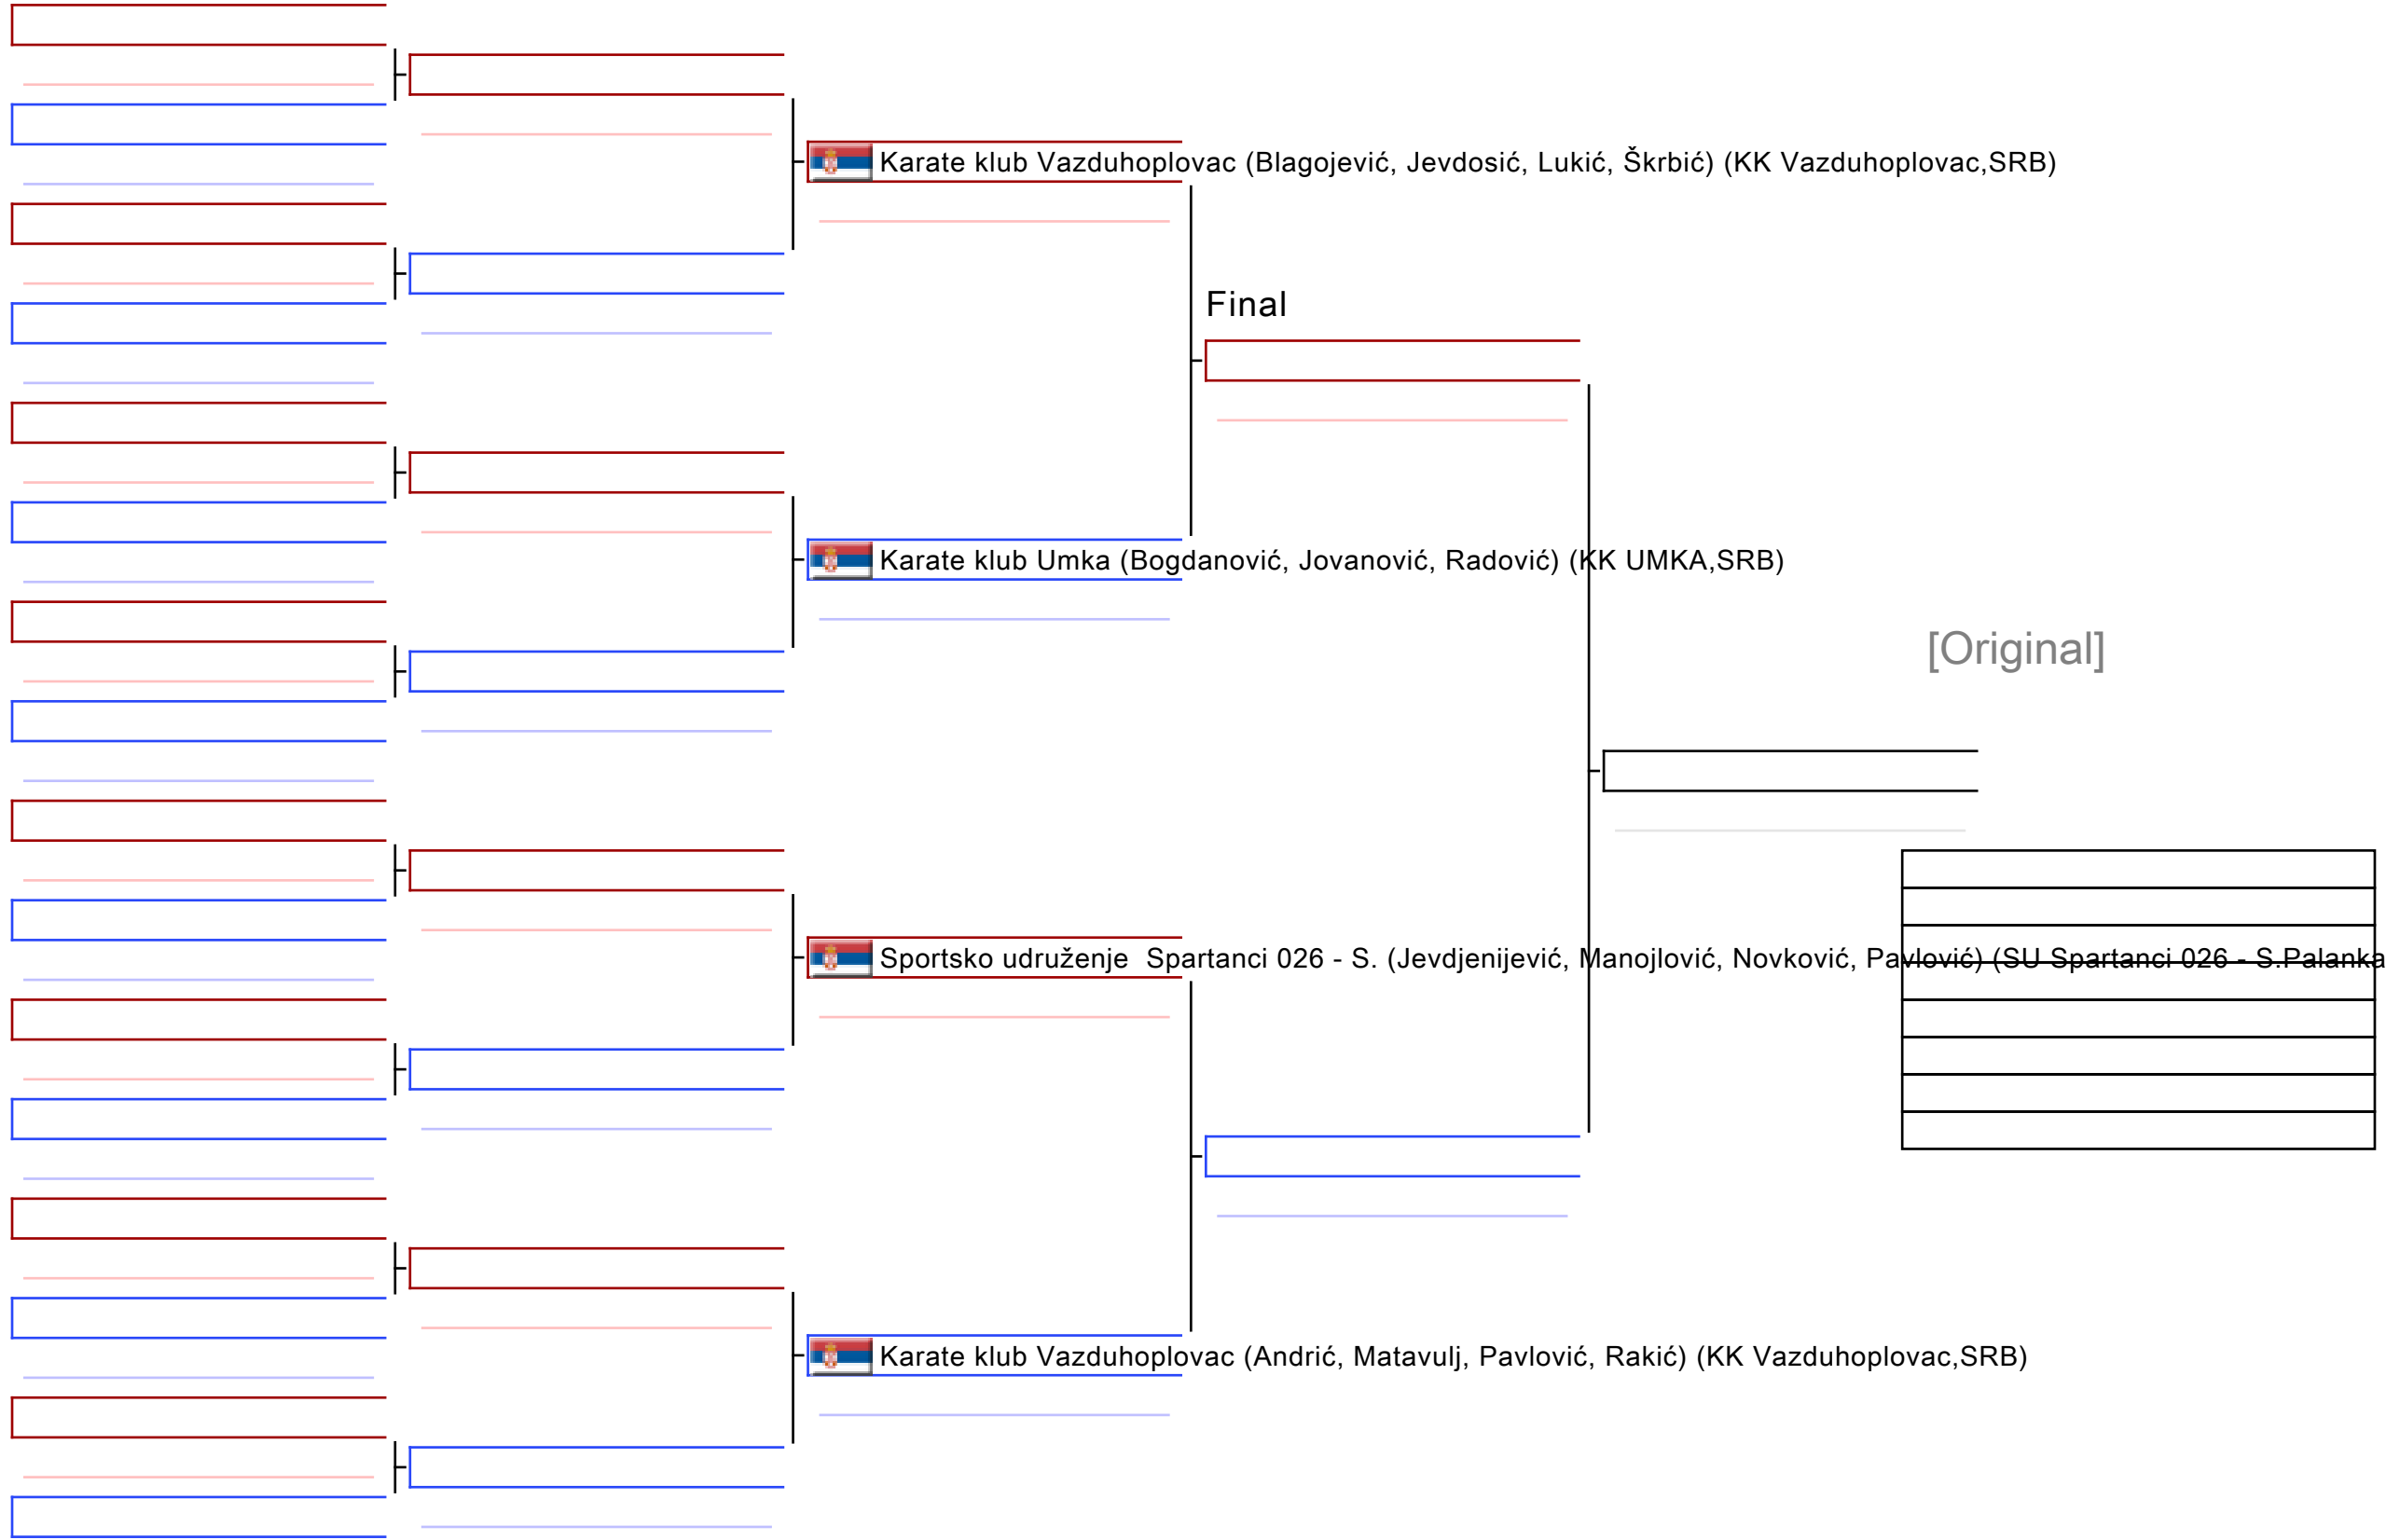 Karate klub Vazduhoplovac (Blagojević, Jevdosić, Lukić, Škrbić) (KK Vazduhoplovac,SRB)
Final
Karate klub Umka (Bogdanović, Jovanović, Radović) (KK UMKA,SRB)
[Original]
Sportsko udruženje  Spartanci 026 - S. (Jevdjenijević, Manojlović, Novković, Pavlović) (SU Spartanci 026 - S.Palanka
Karate klub Vazduhoplovac (Andrić, Matavulj, Pavlović, Rakić) (KK Vazduhoplovac,SRB)